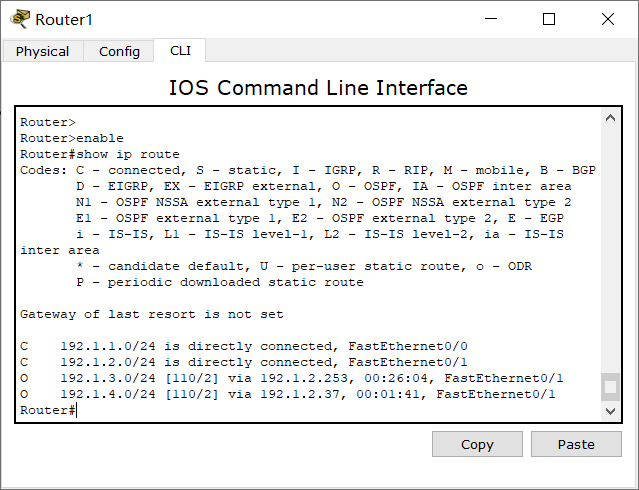 Router1
Physical Config CLI
IOS Command Line Interface
Router>
Router>enable
Router#show ip route
Codes: C - connected, S - static, I - IGRP, R - RIP, M - mobile, B - BGP
D - EIGRP, EX - EIGRP external, O - OSPF, IA - OSPF inter area
N1 - OSPF NSSA external type 1, N2 - OSPF NSSA external type 2
E1 - OSPF external type 1, E2 - OSPF external type 2, E - EGP
i - IS-IS, L1 - IS-IS level-1, L2 - IS-IS level-2, ia - IS-IS
inter area
* - candidate default, U - per-user static route, o - ODR
P - periodic downloaded static route
Gateway of last resort is not set
C 192.1.1.0/24 is directly connected, FastEthernet0/0
C 192.1.2.0/24 is directly connected, FastEthernet0/1
O 192.1.3.0/24 [110/2] via 192.1.2.253, 00:26:04, FastEthernet0/1
O 192.1.4.0/24 [110/2] via 192.1.2.37, 00:01:41, FastEthernet0/1
Router#
Copy Paste